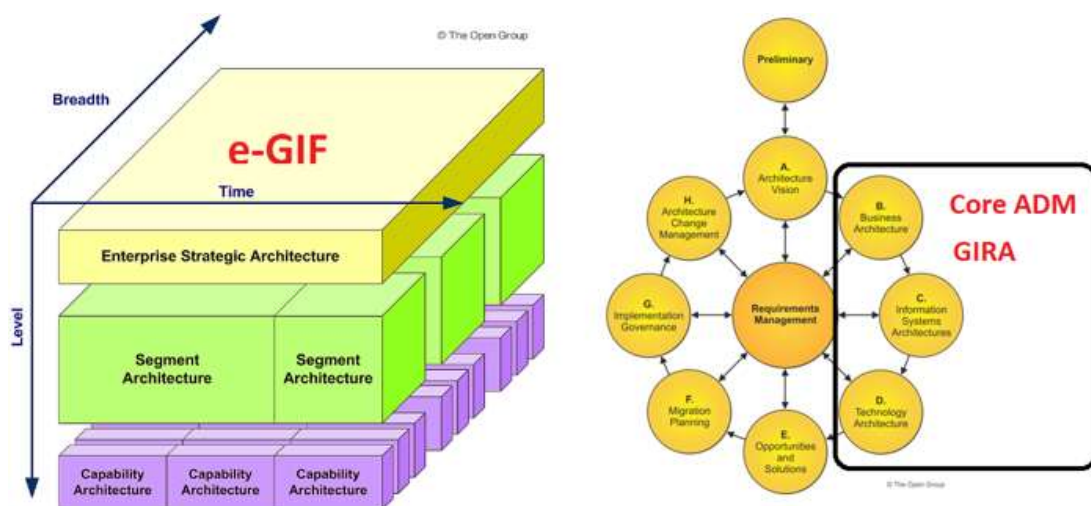 © The Open Group
Breadth
e-GIF
Time
Enterprise Strategic Architecture
Level
Segment
Architecture
Segment
Architecture
Capability
Architecture
Capability
Architecture
Capability
Architecture
Preliminary
A.
Architecture
Vision
H.
Architecture
Change
Management
B.
Business
Architecture
Core ADM
GIRA
G.
Implementation
Governance
Requirements
Management
C.
Information
Systems
Architectures
F.
Migration
Planning
D.
Technology
Architecture
E.
Opportunities
and
Solutions
© The Open Group